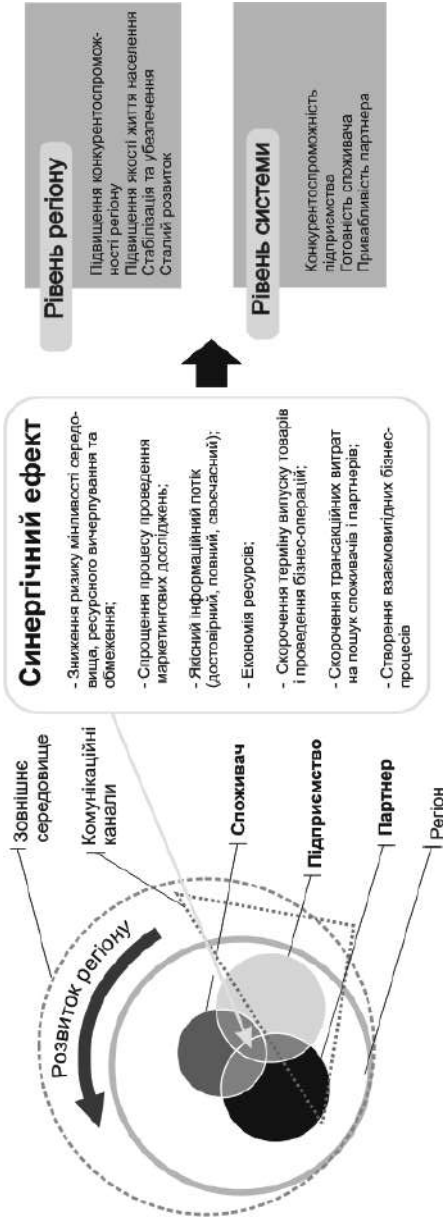 Розвиток регіону
Зовнішнє
середовище
Комунікаційні
канали
Споживач
Підприємство
Партнер
Регіон
Синергічний ефект
- Зниження ризику мінливості середо-
вища, ресурсного вичерпування та
обмеження;
- Спрощення процесу проведення
маркетингових досліджень;
- Якісний інформаційний потік
(достовірний, повний, своєчасний);
- Економія ресурсів;
- Скорочення терміну випуску товарів
і проведення бізнес-операцій;
- Скорочення трансакційних витрат
на пошук споживачів і партнерів;
- Створення взаємовигідних бізнес-
процесів
Рівень регіону
Підвищення конкурентоспромож-
ності регіону
Підвищення якості життя населення
Стабілізація та убезпечення
Сталий розвиток
Рівень системи
Конкурентоспроможність
підприємства
Готовність споживача
Привабливість партнера